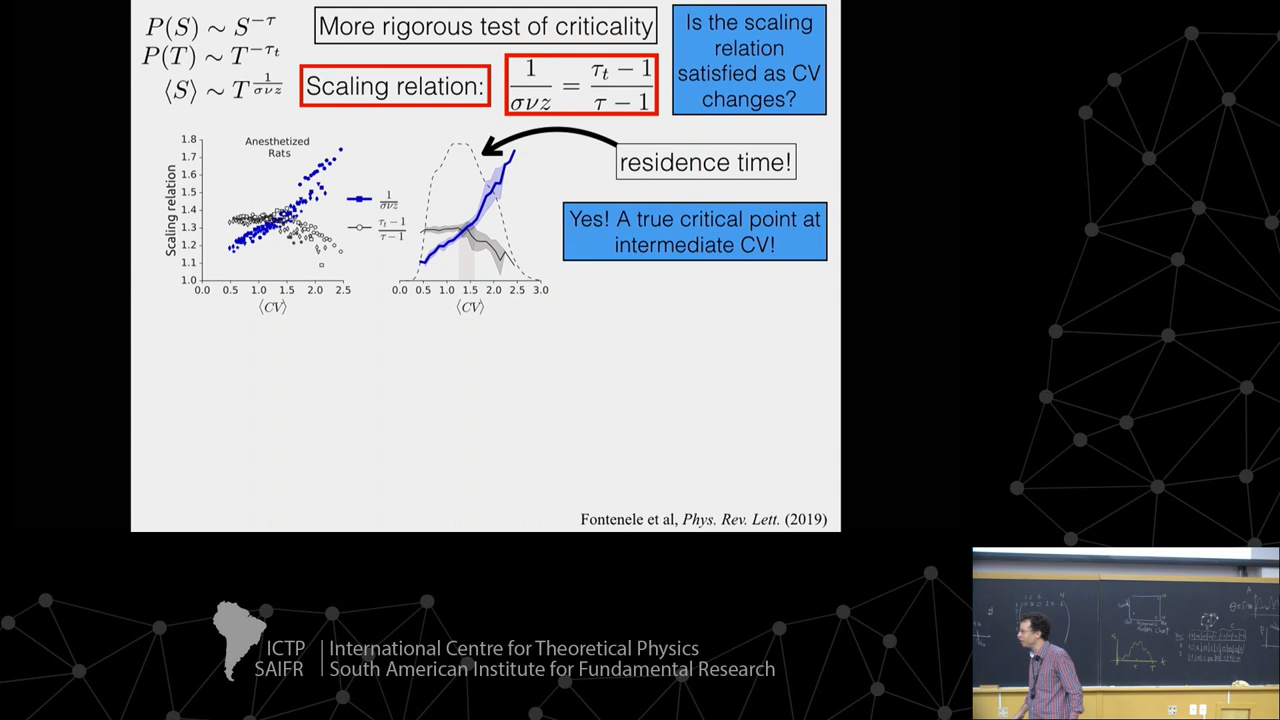 P(S) ∼ S^{−τ}
P(T) ∼ T^{−τ_t}
⟨S⟩ ∼ T^{1/σνz}
More rigorous test of criticality
Scaling relation:
1/σνz = (τ_t − 1)/(τ − 1)
Is the scaling
relation
satisfied as CV
changes?
Anesthetized
Rats
Scaling relation
1.8
1.7
1.6
1.5
1.4
1.3
1.2
1.1
1.0
0.0 0.5 1.0 1.5 2.0 2.5
⟨CV⟩
1/σνz
(τ_t − 1)/(τ − 1)
0.0 0.5 1.0 1.5 2.0 2.5 3.0
⟨CV⟩
residence time!
Yes! A true critical point at
intermediate CV!
Fontenele et al, Phys. Rev. Lett. (2019)
ICTP
SAIFR
International Centre for Theoretical Physics
South American Institute for Fundamental Research